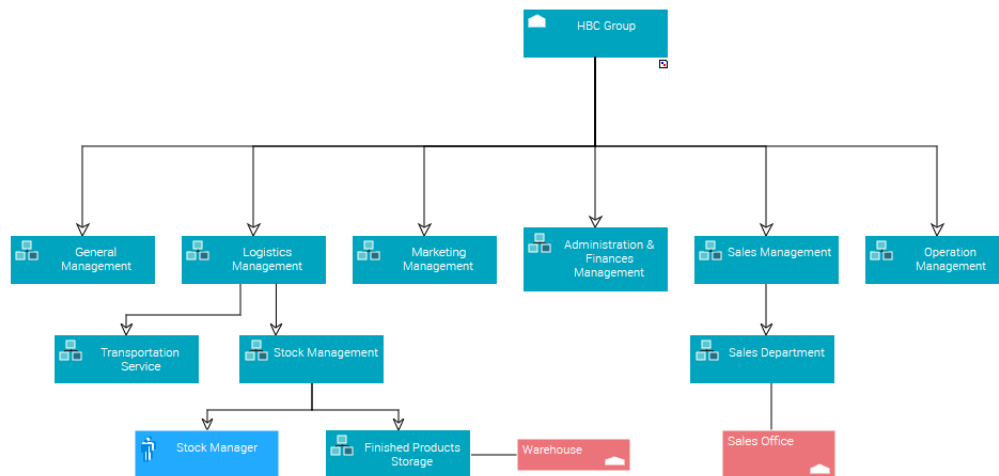 HBC Group
General
Management
Logistics
Management
Marketing
Management
Administration &
Finances
Management
Sales Management
Operation
Management
Transportation
Service
Stock Management
Sales Department
Stock Manager
Finished Products
Storage
Warehouse
Sales Office